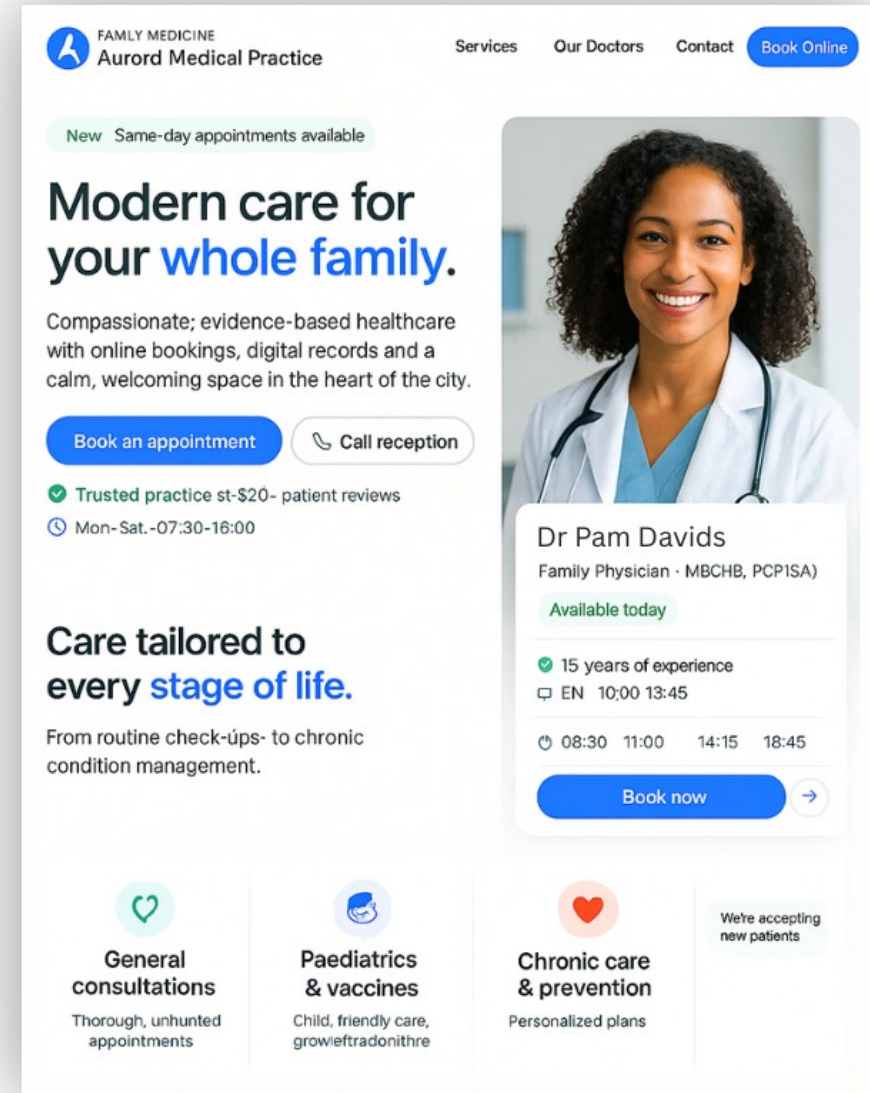 FAMLY MEDICINE
Aurord Medical Practice
Services Our Doctors Contact Book Online
New Same-day appointments available
Modern care for
your whole family.
Compassionate; evidence-based healthcare
with online bookings, digital records and a
calm, welcoming space in the heart of the city.
Book an appointment Call reception
Trusted practice st-$20- patient reviews
Mon-Sat.-07:30-16:00
Dr Pam Davids
Family Physician · MBCHB, PCP1SA)
Available today
15 years of experience
EN 10:00 13:45
08:30 11:00 14:15 18:45
Book now
Care tailored to
every stage of life.
From routine check-úps- to chronic
condition management.
General
consultations
Thorough, unhunted
appointments
Paediatrics
& vaccines
Child, friendly care,
growieftradonithre
Chronic care
& prevention
Personalized plans
We're accepting
new patients